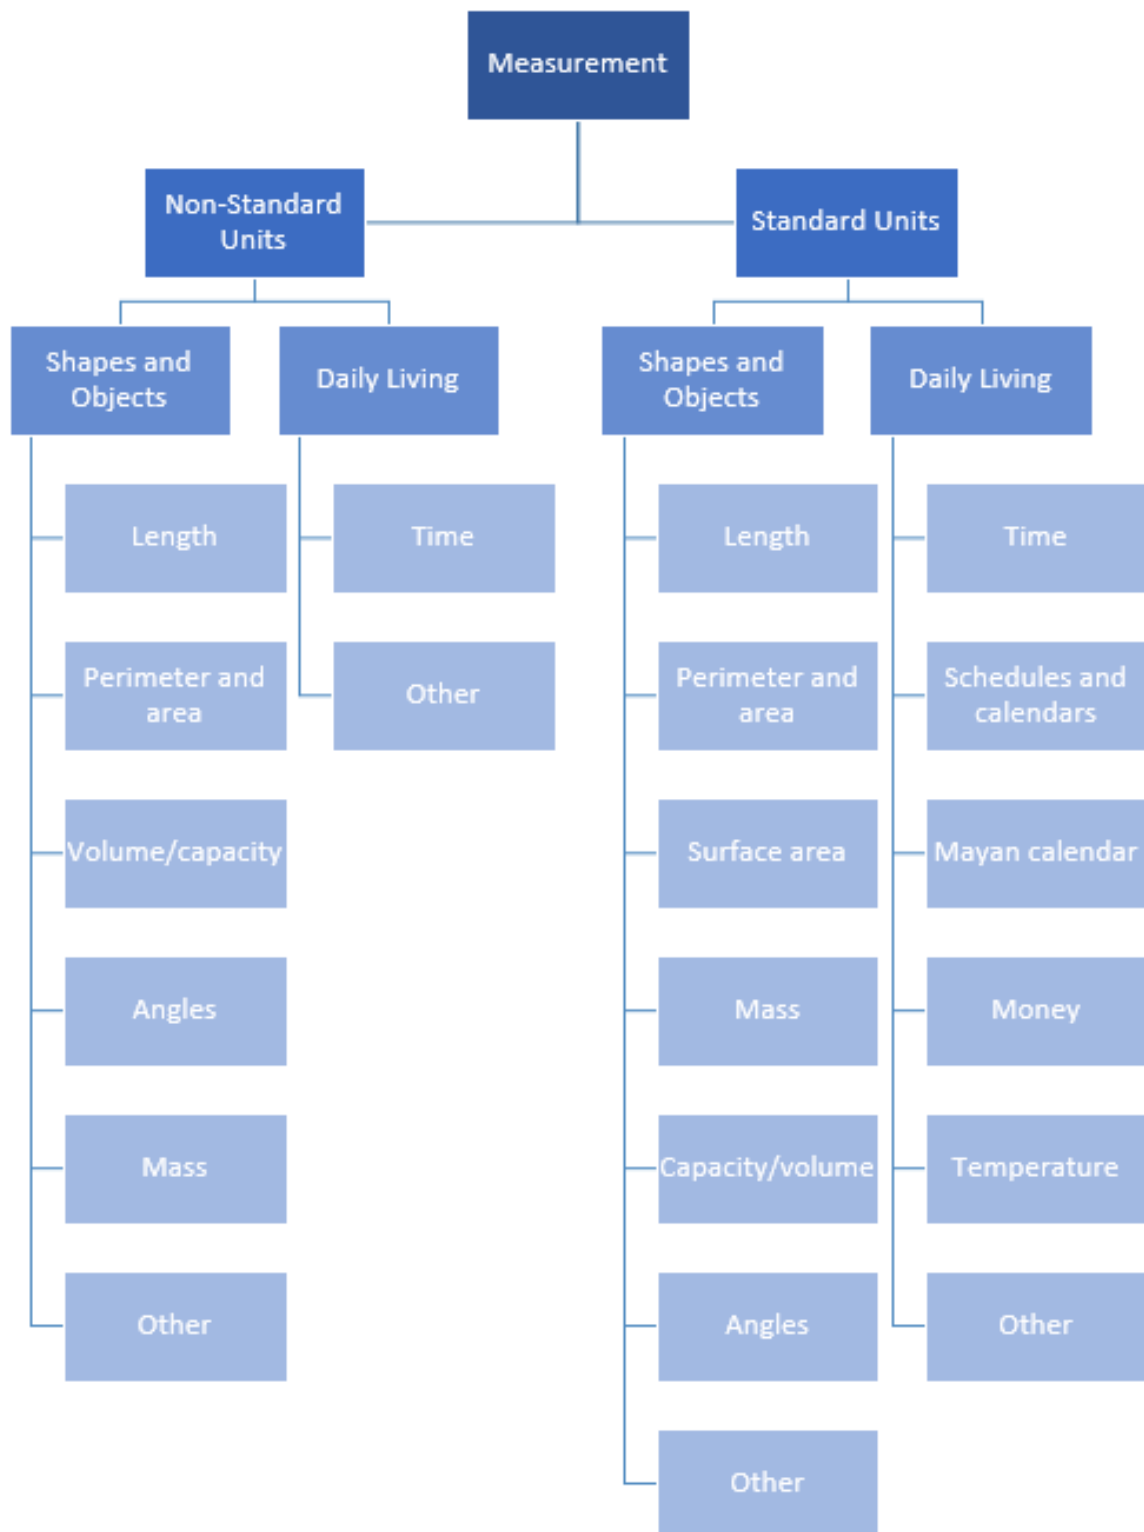 Measurement
Non-Standard
Units
Standard Units
Shapes and
Objects
Daily Living
Shapes and
Objects
Daily Living
Length
Time
Length
Time
Perimeter and
area
Other
Perimeter and
area
Schedules and
calendars
Volume/capacity
Surface area
Mayan calendar
Angles
Mass
Money
Mass
Capacity/volume
Temperature
Other
Angles
Other
Other